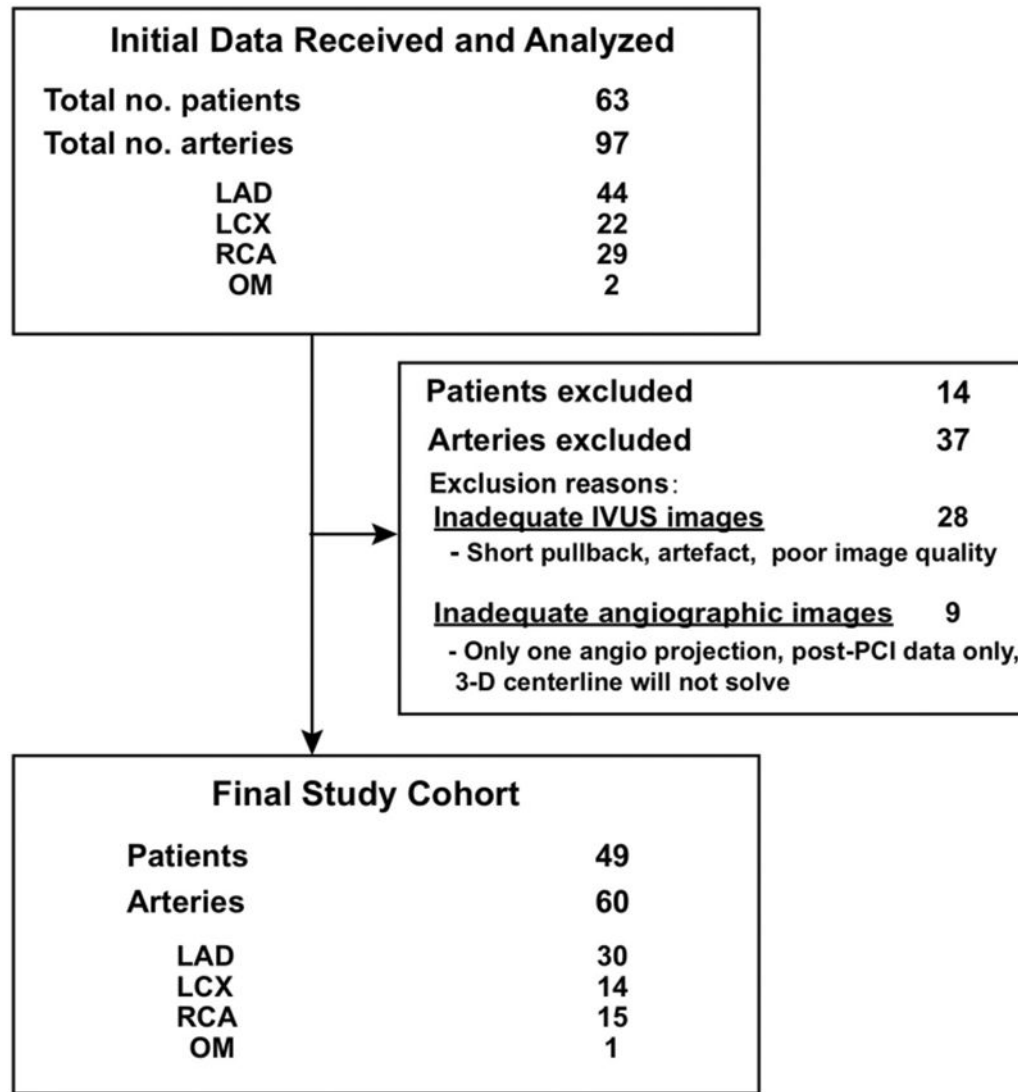 Initial Data Received and Analyzed
Total no. patients 63
Total no. arteries 97
LAD 44
LCX 22
RCA 29
OM 2
Patients excluded 14
Arteries excluded 37
Exclusion reasons:
Inadequate IVUS images 28
- Short pullback, artefact, poor image quality
Inadequate angiographic images 9
- Only one angio projection, post-PCI data only,
3-D centerline will not solve
Final Study Cohort
Patients 49
Arteries 60
LAD 30
LCX 14
RCA 15
OM 1